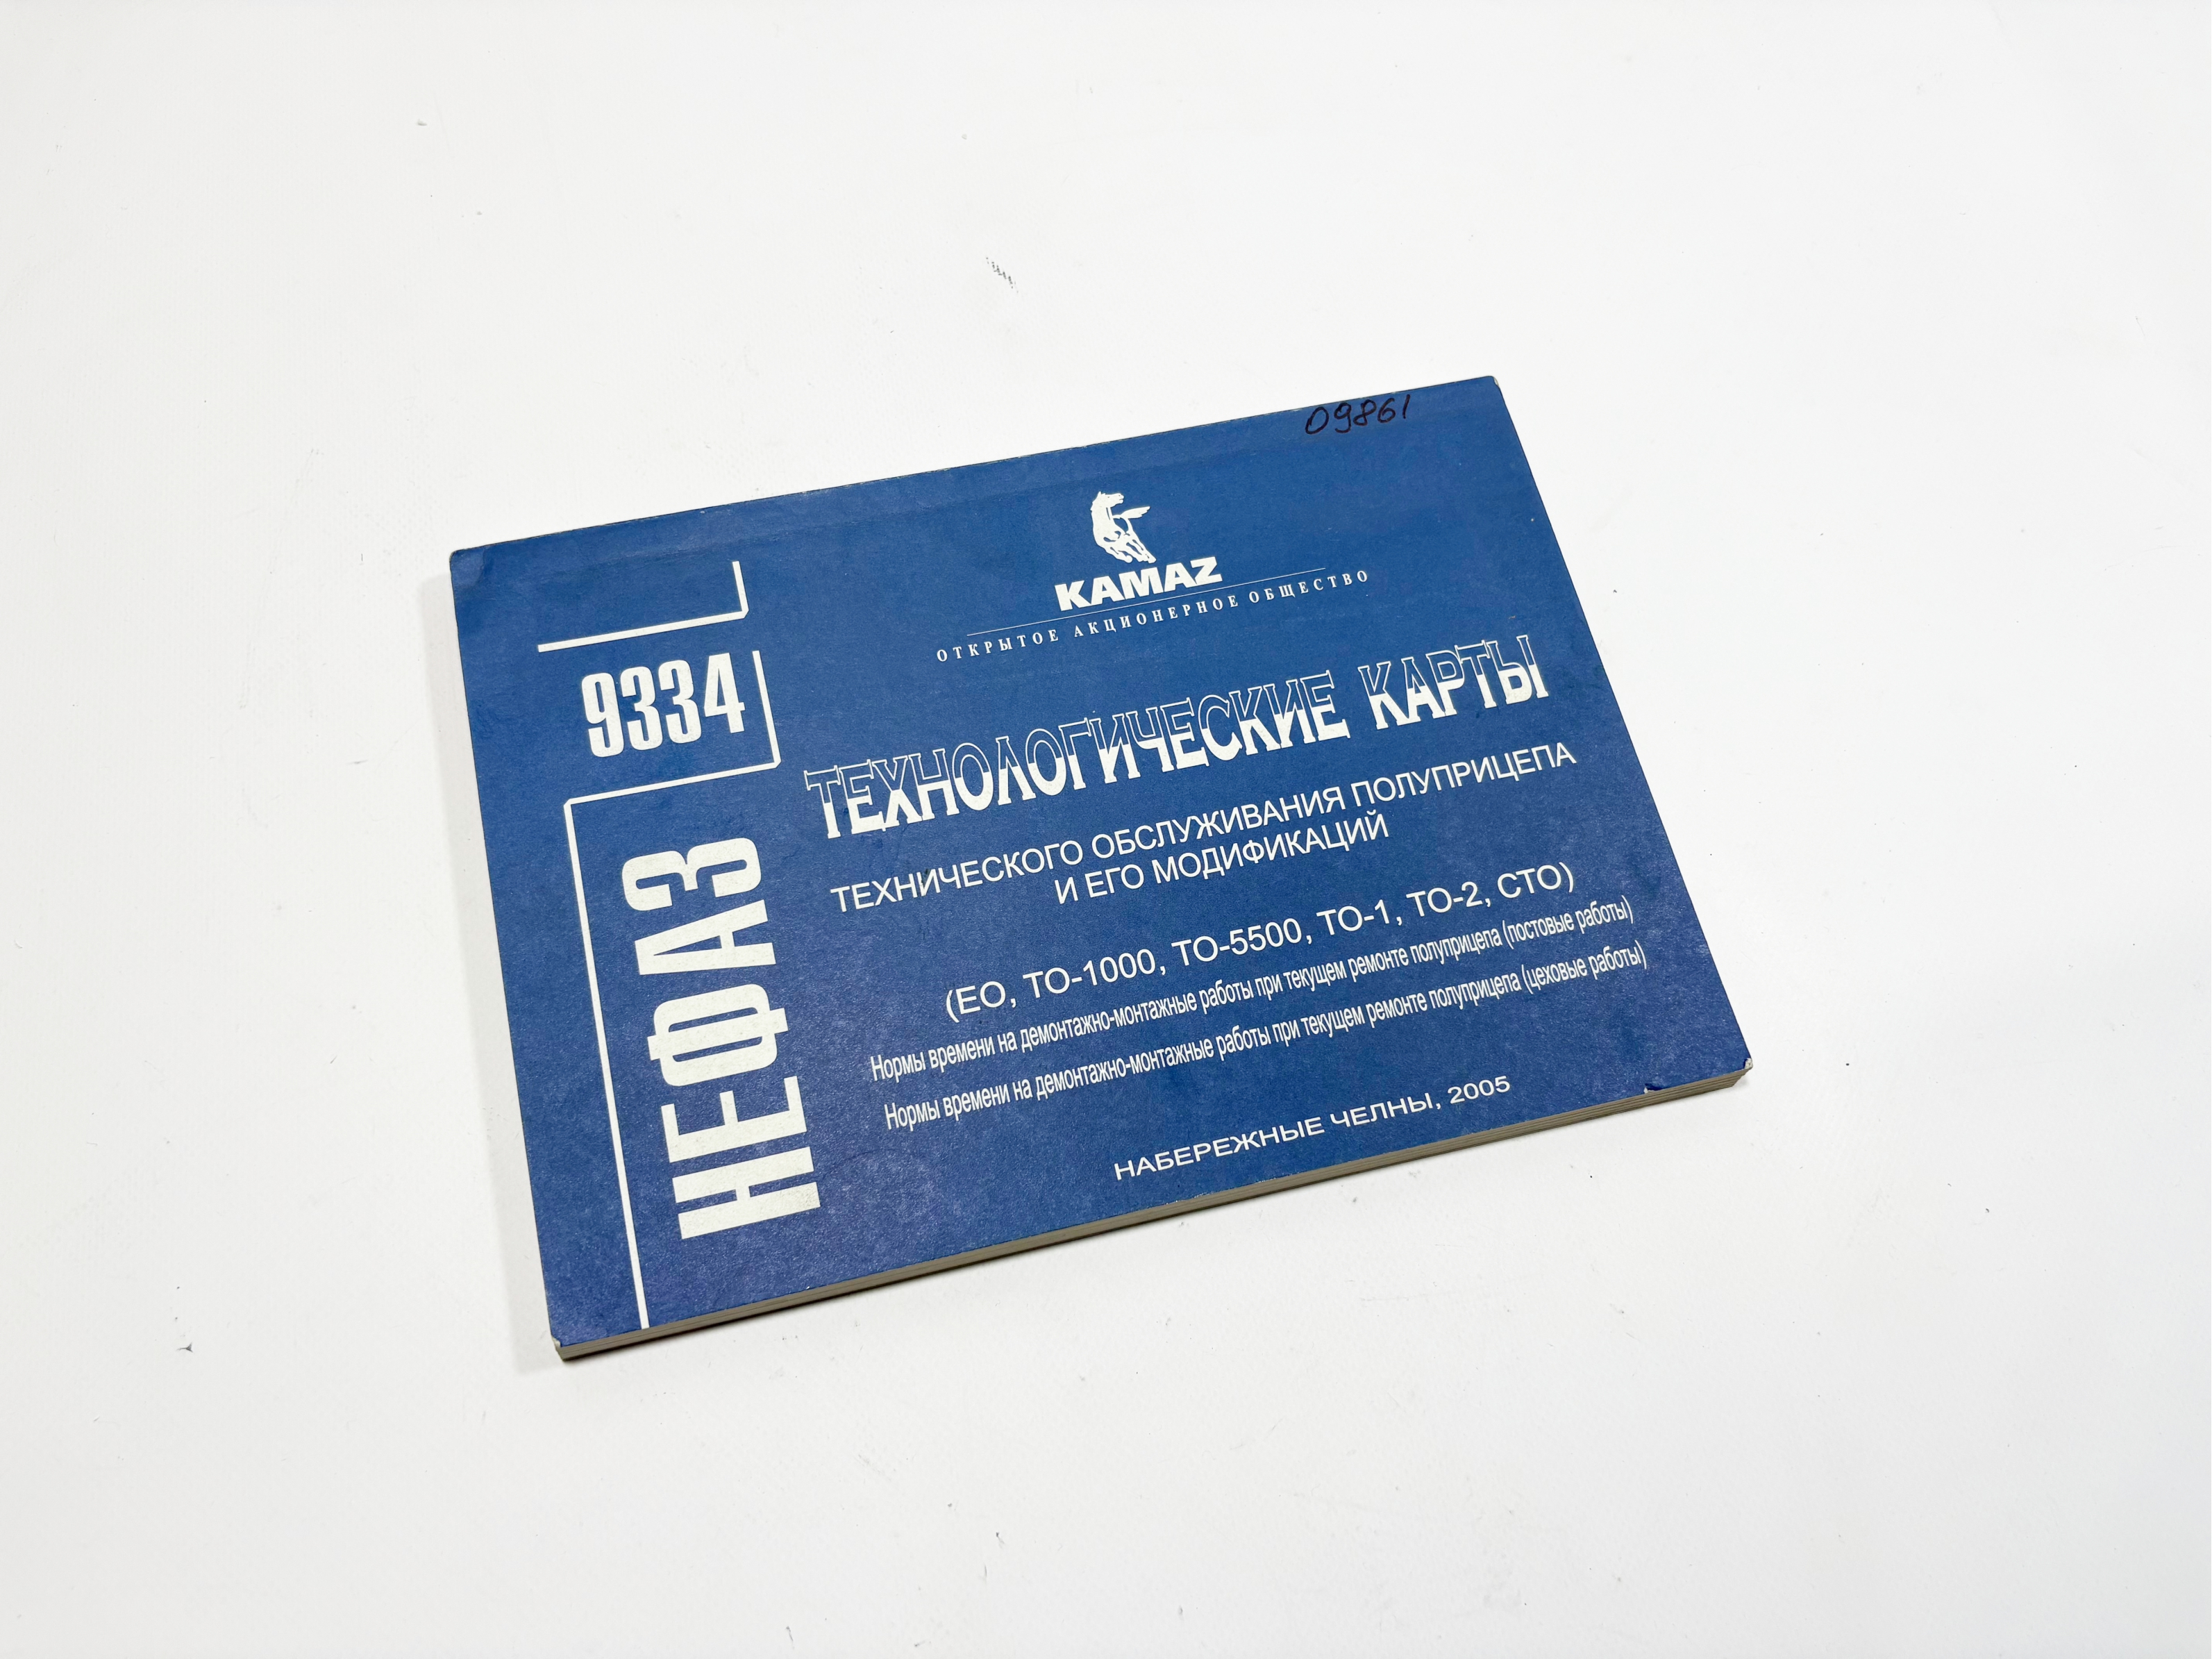 09861
KAMAZ
ОТКРЫТОЕ АКЦИОНЕРНОЕ ОБЩЕСТВО
9334
НЕФАЗ
ТЕХНОЛОГИЧЕСКИЕ КАРТЫ
ТЕХНИЧЕСКОГО ОБСЛУЖИВАНИЯ ПОЛУПРИЦЕПА
И ЕГО МОДИФИКАЦИЙ
(ЕО, ТО-1000, ТО-5500, ТО-1, ТО-2, СТО)
Нормы времени на демонтажно-монтажные работы при текущем ремонте полуприцепа (постовые работы)
Нормы времени на демонтажно-монтажные работы при текущем ремонте полуприцепа (цеховые работы)
НАБЕРЕЖНЫЕ ЧЕЛНЫ, 2005